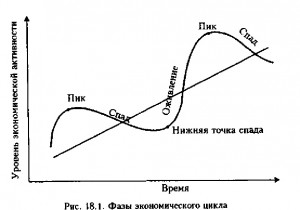 Уровень экономической активности
Пик
Спад
Оживление
Нижняя точка спада
Пик
Спад
Время
Рис. 18.1. Фазы экономического цикла